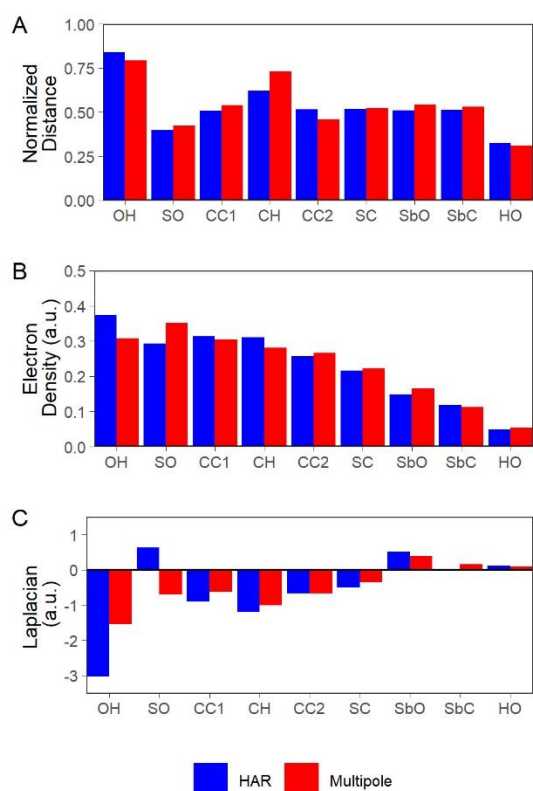 A
Normalized
Distance
1.00
0.75
0.50
0.25
0.00
OH SO CC1 CH CC2 SC SbO SbC HO
B
Electron
Density (a.u.)
0.5
0.4
0.3
0.2
0.1
0.0
OH SO CC1 CH CC2 SC SbO SbC HO
C
Laplacian
(a.u.)
1
0
-1
-2
-3
OH SO CC1 CH CC2 SC SbO SbC HO
HAR Multipole